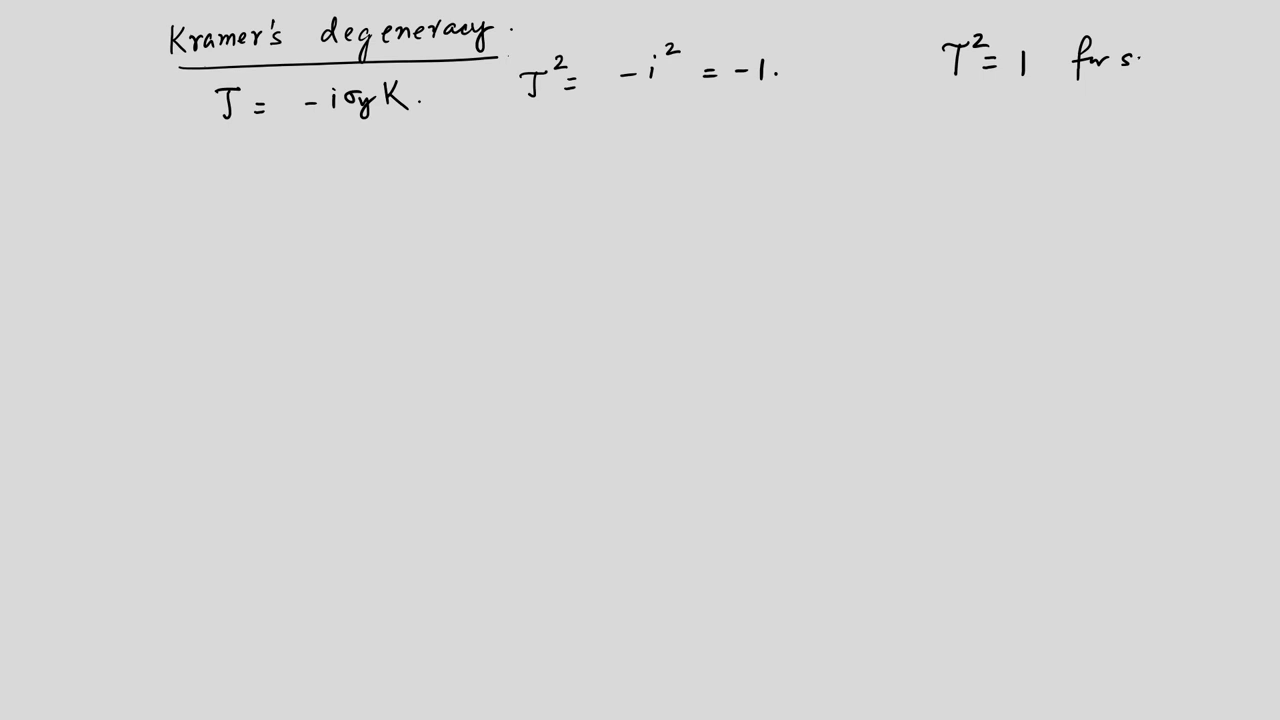 Kramer's degeneracy.
T = - iσyK. T² = - i² = -1. T² = 1 for s.